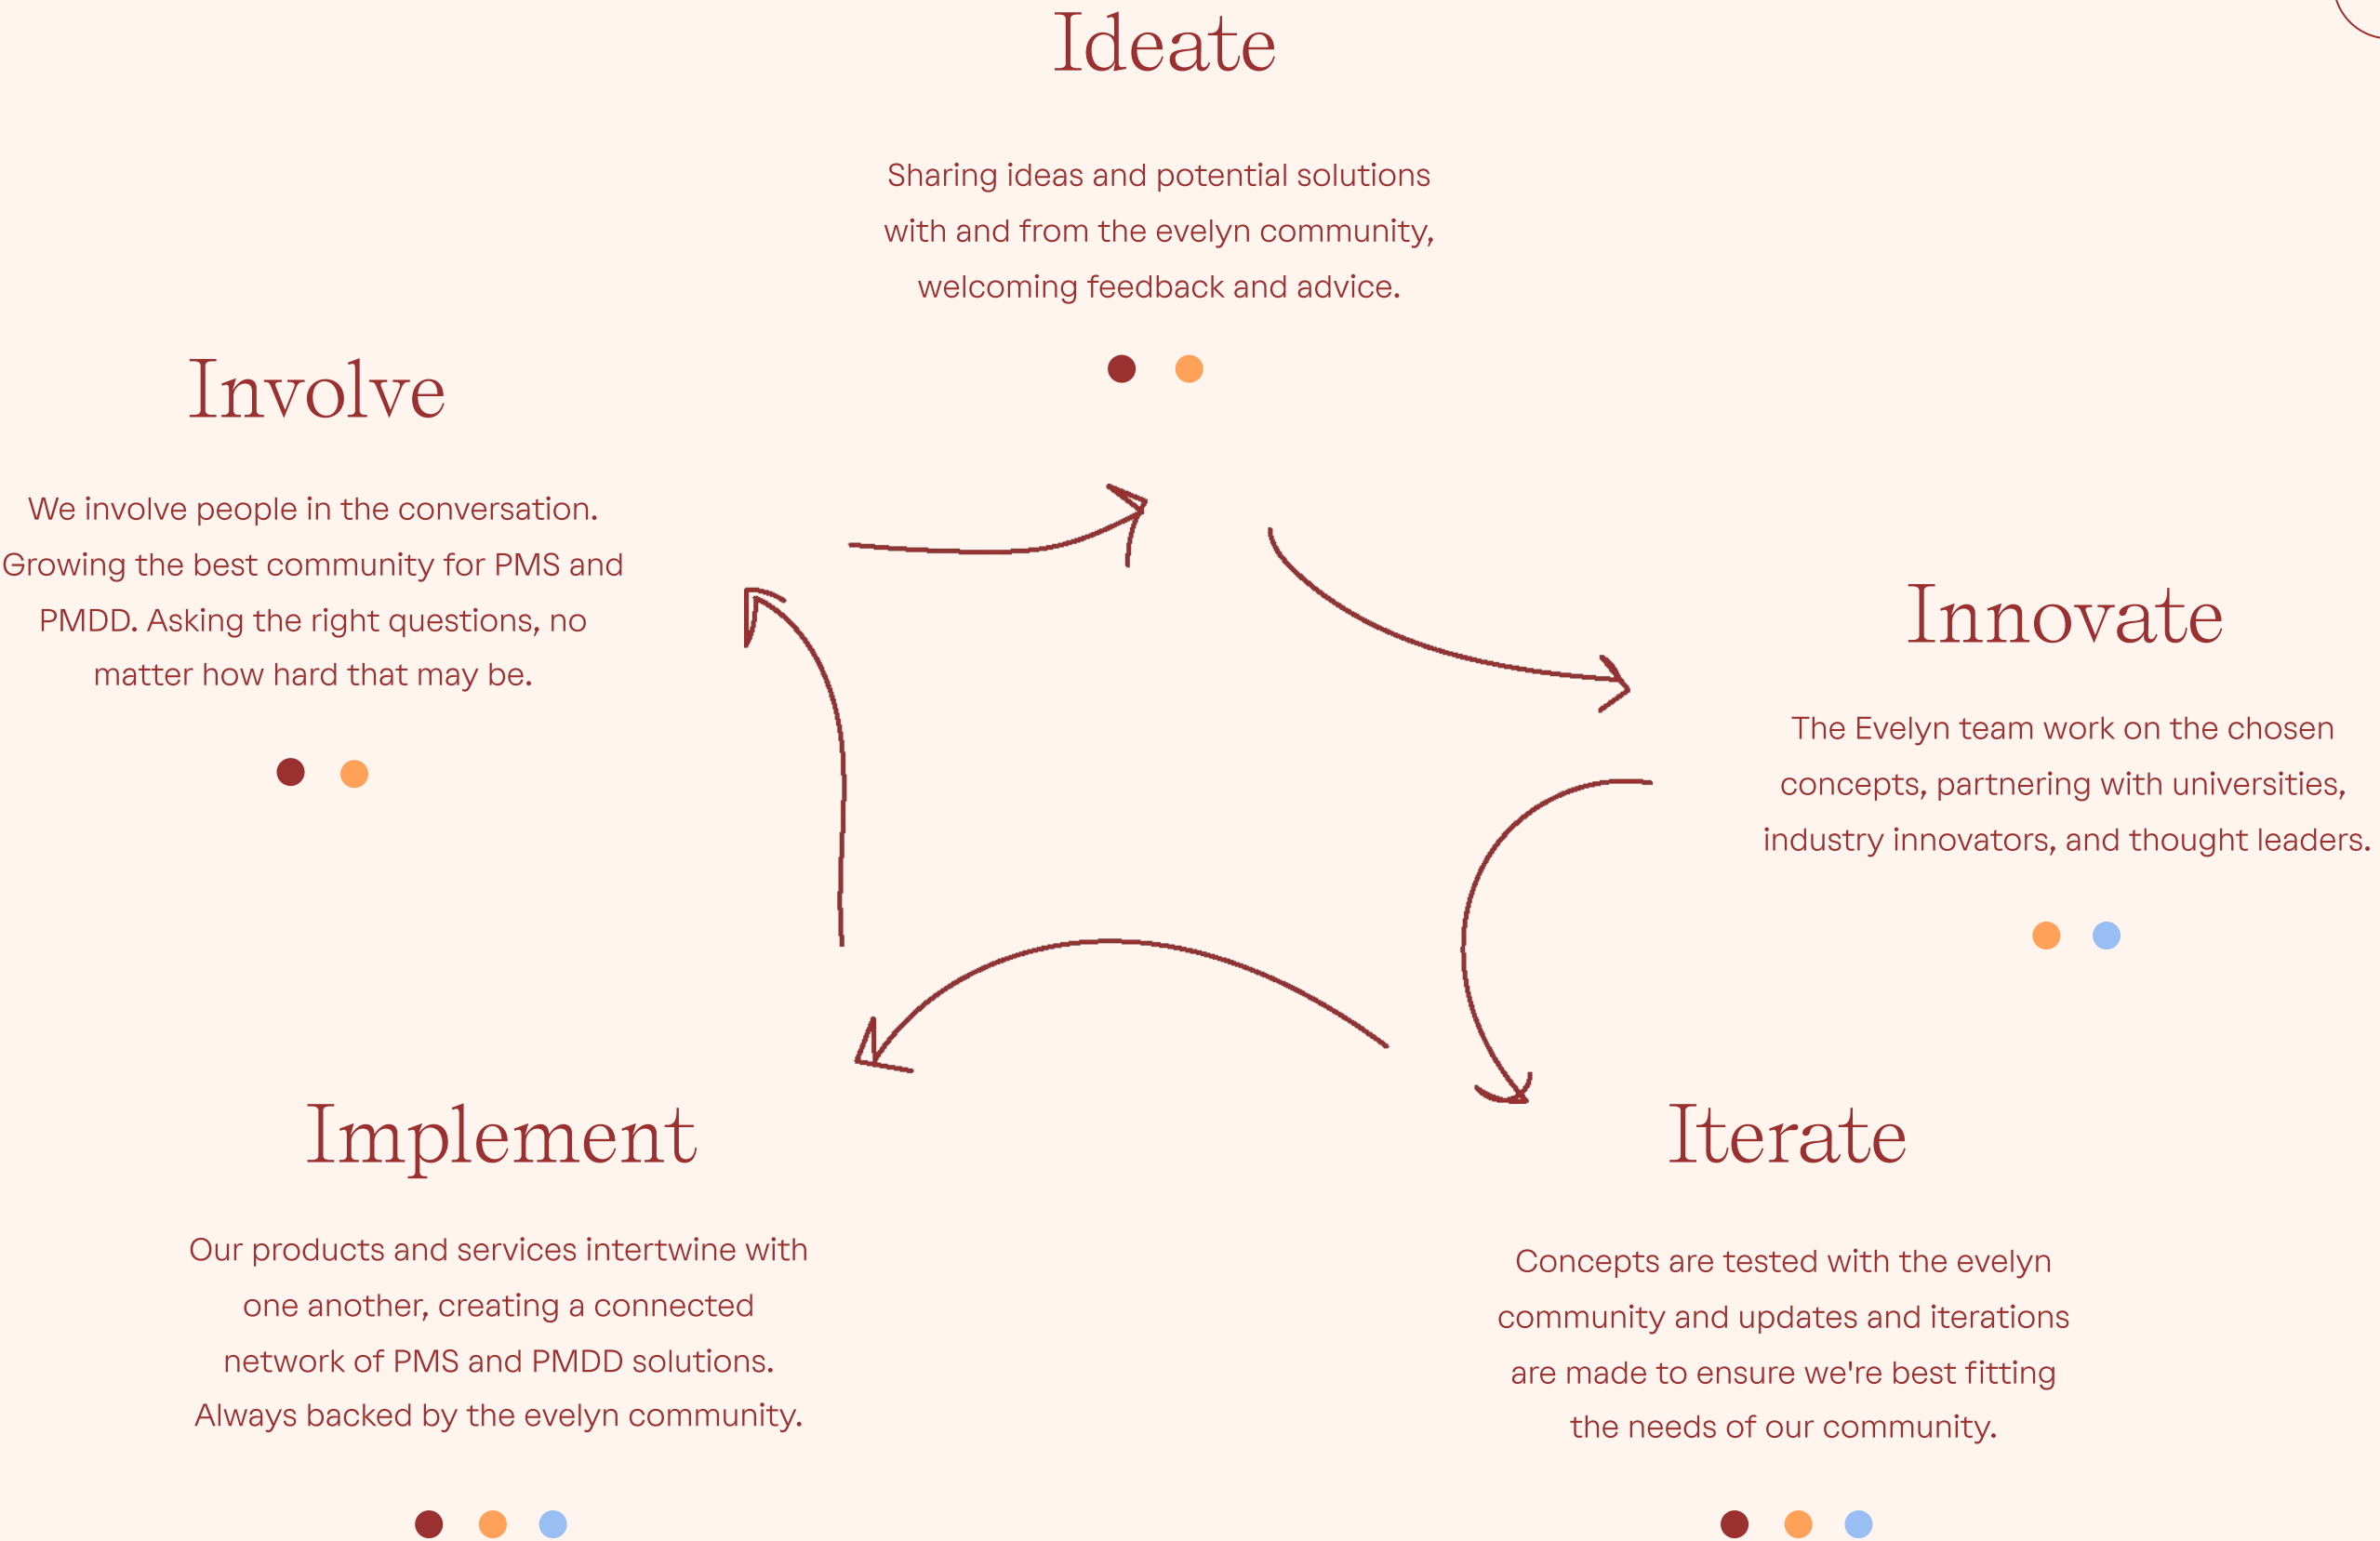 Ideate
Sharing ideas and potential solutions
with and from the evelyn community,
welcoming feedback and advice.
Involve
We involve people in the conversation.
Growing the best community for PMS and
PMDD. Asking the right questions, no
matter how hard that may be.
Innovate
The Evelyn team work on the chosen
concepts, partnering with universities,
industry innovators, and thought leaders.
Implement
Our products and services intertwine with
one another, creating a connected
network of PMS and PMDD solutions.
Always backed by the evelyn community.
Iterate
Concepts are tested with the evelyn
community and updates and iterations
are made to ensure we're best fitting
the needs of our community.